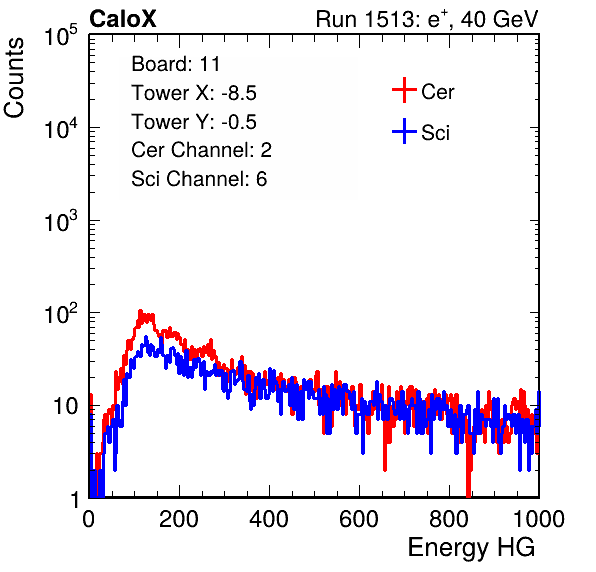 CaloX Run 1513: e⁺, 40 GeV
Counts
10⁵
10⁴
10³
10²
10
1
Board: 11
Tower X: -8.5
Tower Y: -0.5
Cer Channel: 2
Sci Channel: 6
Cer
Sci
0 200 400 600 800 1000
Energy HG